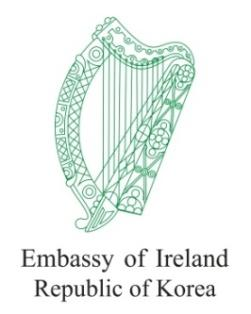 Embassy of Ireland
Republic of Korea